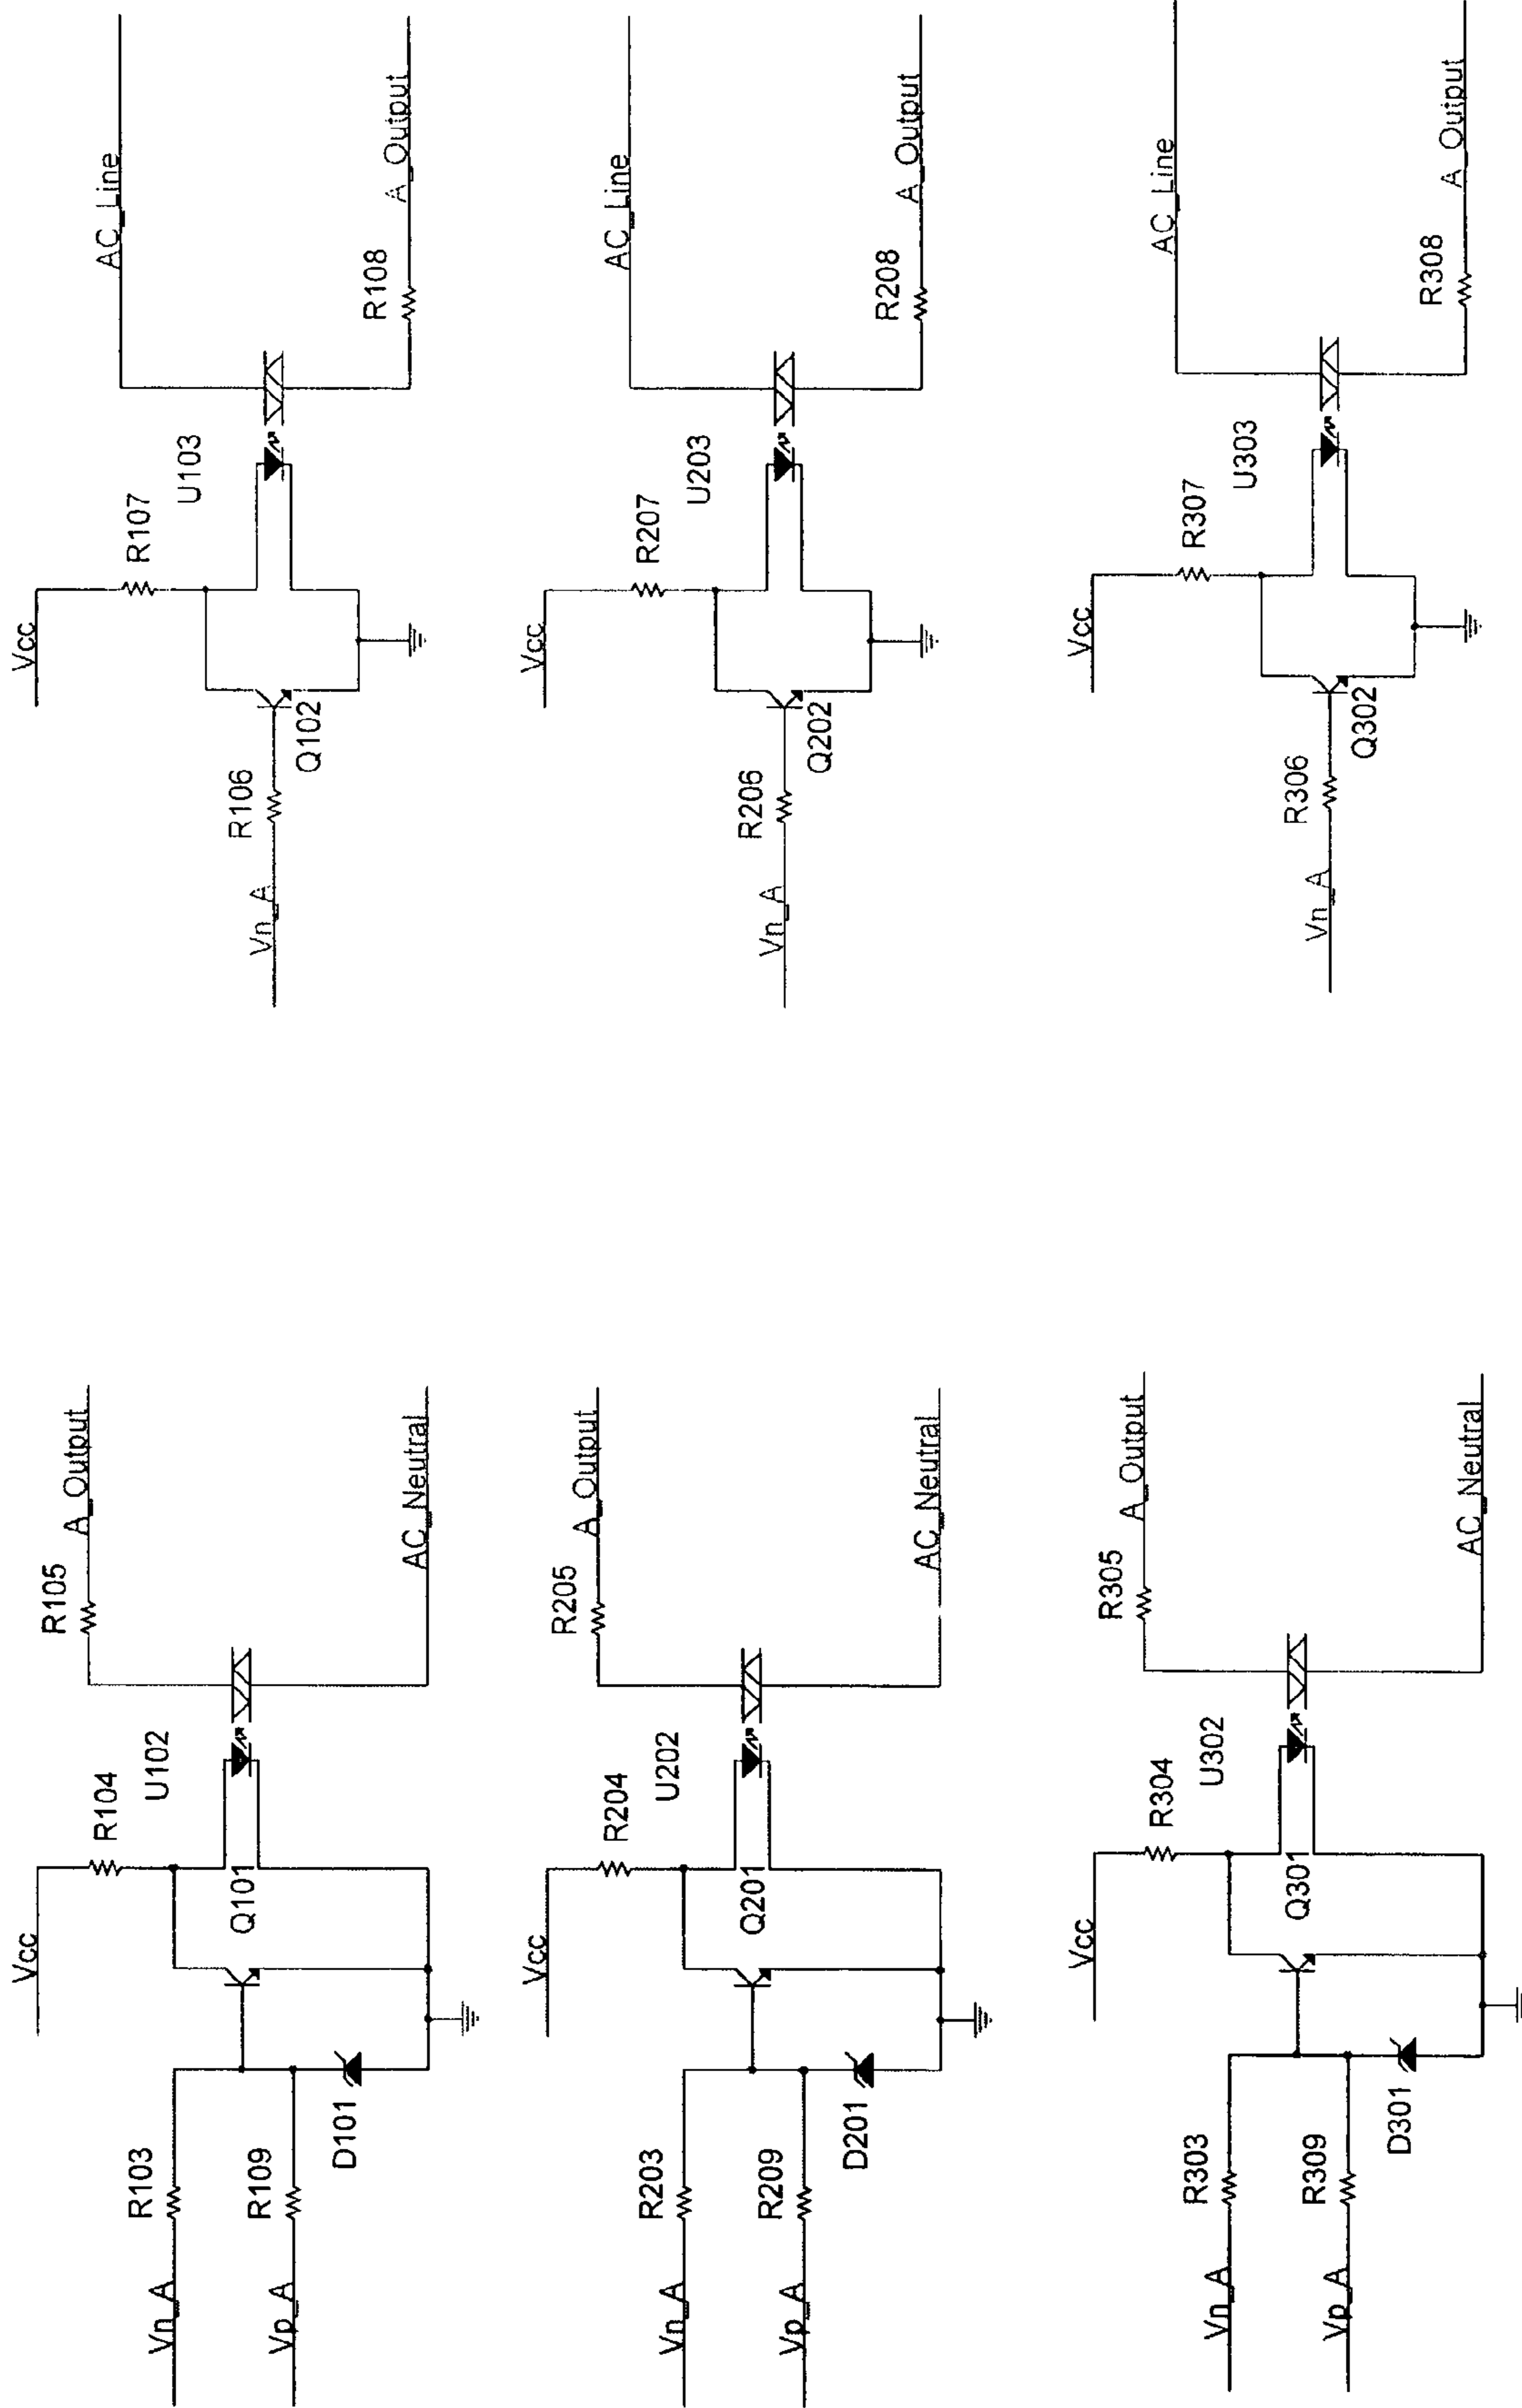 Vcc
R107
U103
AC_Line
R106
Vn_A
Q102
R108
A_Output
Vcc
R207
U203
AC_Line
R206
Vn_A
Q202
R208
A_Output
Vcc
R307
U303
AC_Line
R306
Vn_A
Q302
R308
A_Output
Vcc
R104
U102
R105
A_Output
Q101
R103
Vn_A
R109
Vp_A
D101
AC_Neutral
Vcc
R204
U202
R205
A_Output
Q201
R203
Vn_A
R209
Vp_A
D201
AC_Neutral
Vcc
R304
U302
R305
A_Output
Q301
R303
Vn_A
R309
Vp_A
D301
AC_Neutral